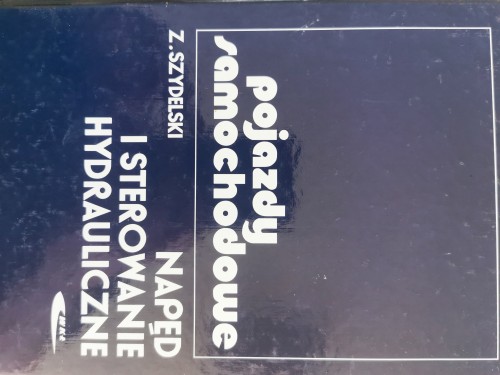 pojazdy
samochodowe
Z. SZYDELSKI
NAPĘD
I STEROWANIE
HYDRAULICZNE